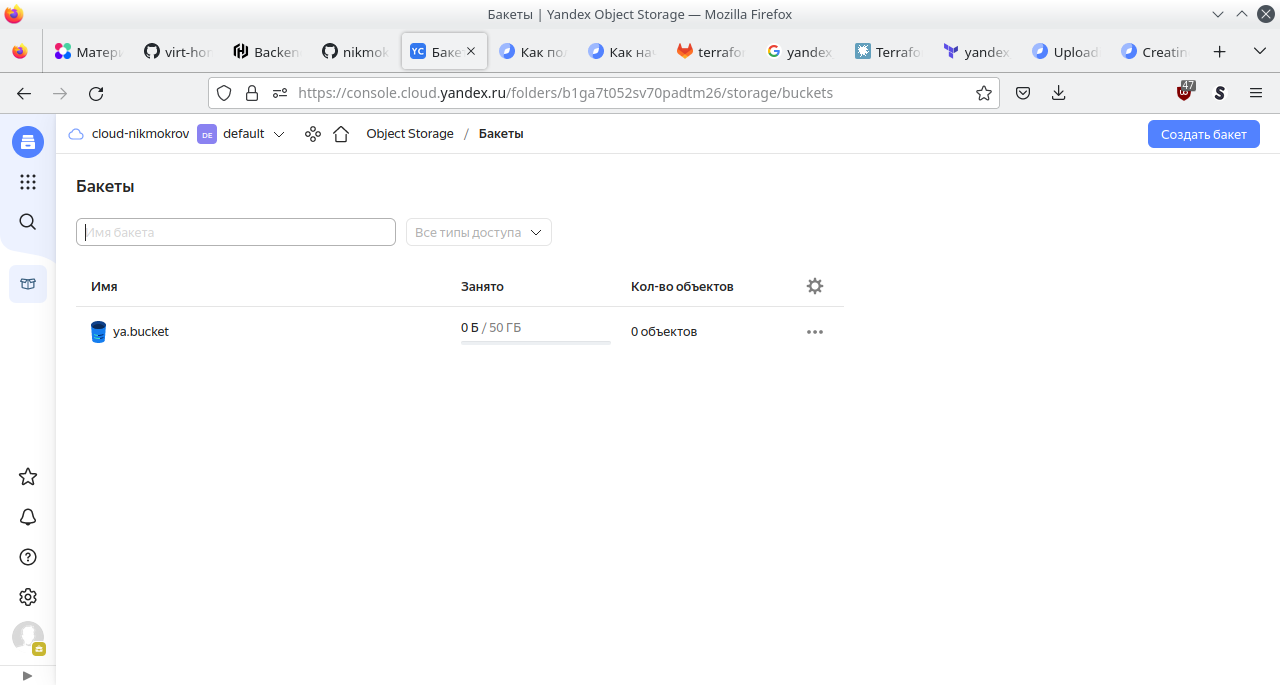 Бакеты | Yandex Object Storage — Mozilla Firefox
Матери virt-hor Backen nikmok Баке Как по Как на terrafo yandex Terrafo yandex Upload Creatin
https://console.cloud.yandex.ru/folders/b1ga7t052sv70padtm26/storage/buckets
47
cloud-nikmokrov DE default Object Storage / Бакеты
Создать бакет
Бакеты
Имя бакета
Все типы доступа
Имя Занято Кол-во объектов
ya.bucket 0 Б / 50 ГБ 0 объектов